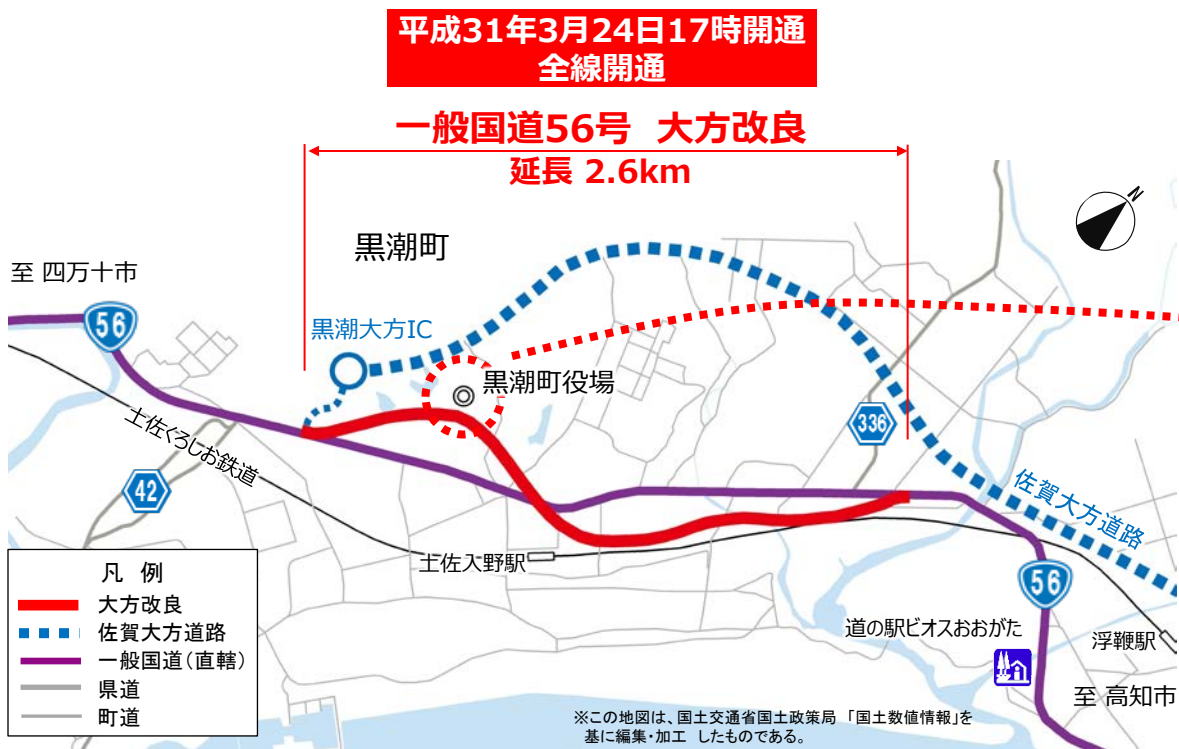 平成31年3月24日17時開通
全線開通
一般国道56号 大方改良
延長 2.6km
N
黒潮町
至 四万十市
56
黒潮大方IC
黒潮町役場
336
土佐くろしお鉄道
42
佐賀大方道路
土佐入野駅
56
凡 例
大方改良
佐賀大方道路
一般国道(直轄)
県道
町道
道の駅ビオスおおがた
浮鞭駅
至 高知市
※この地図は、国土交通省国土政策局 「国土数値情報」を
基に編集・加工 したものである。